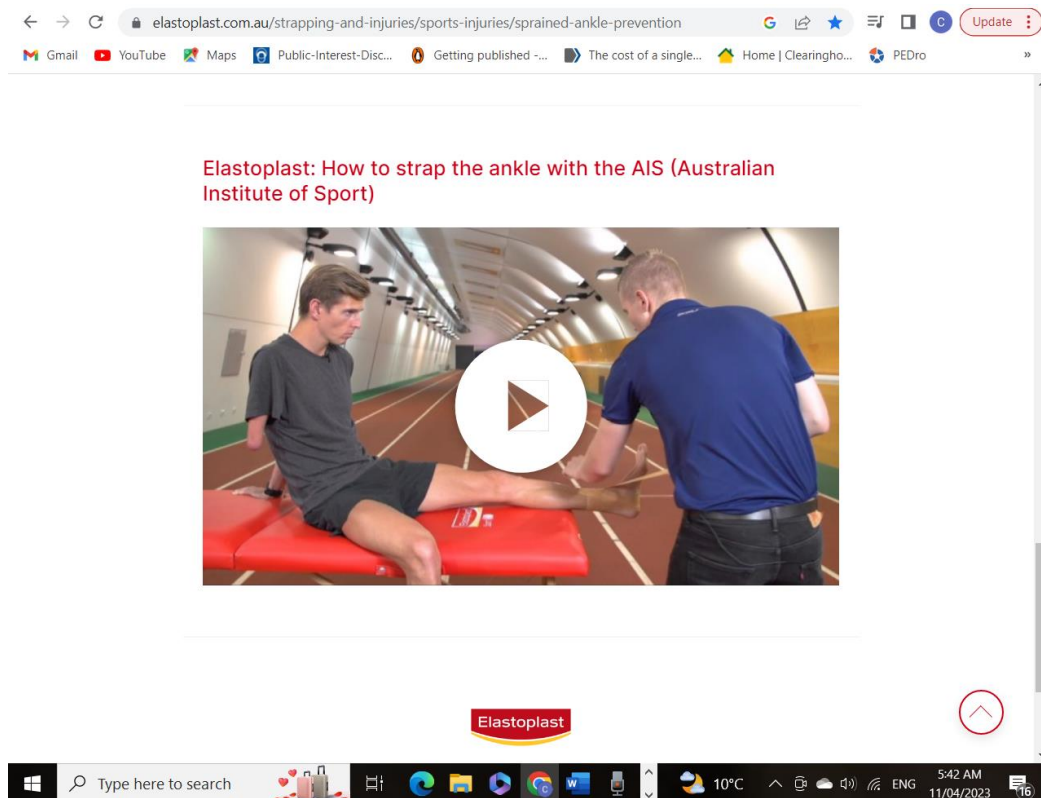 elastoplast.com.au/strapping-and-injuries/sports-injuries/sprained-ankle-prevention
G
C
Update
Gmail
YouTube
Maps
Public-Interest-Disc...
Getting published -...
The cost of a single...
Home | Clearingho...
PEDro
»
Elastoplast: How to strap the ankle with the AIS (Australian
Institute of Sport)
Elastoplast
Type here to search
10°C
ENG
5:42 AM
11/04/2023
16